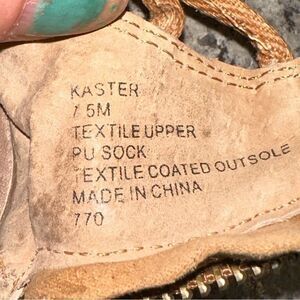 KASTER
7 5M
TEXTILE UPPER
PU SOCK
TEXTILE COATED OUTSOLE
MADE IN CHINA
770